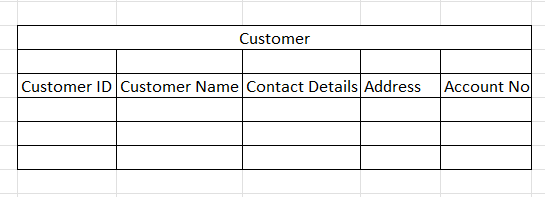 Customer
Customer ID Customer Name Contact Details Address Account No